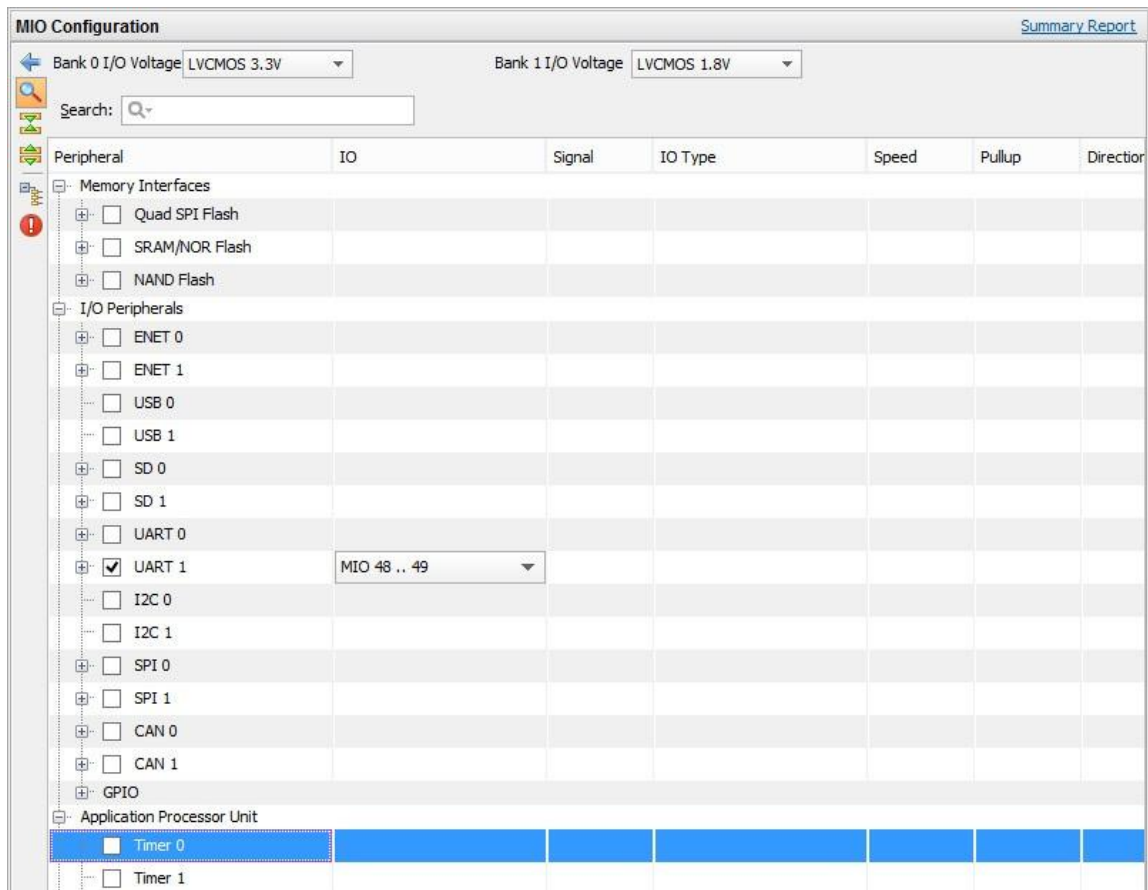 MIO Configuration Summary Report
Bank 0 I/O Voltage LVCMOS 3.3V Bank 1 I/O Voltage LVCMOS 1.8V
Search:
Peripheral IO Signal IO Type Speed Pullup Direction
Memory Interfaces
Quad SPI Flash
SRAM/NOR Flash
NAND Flash
I/O Peripherals
ENET 0
ENET 1
USB 0
USB 1
SD 0
SD 1
UART 0
UART 1 MIO 48 .. 49
I2C 0
I2C 1
SPI 0
SPI 1
CAN 0
CAN 1
GPIO
Application Processor Unit
Timer 0
Timer 1